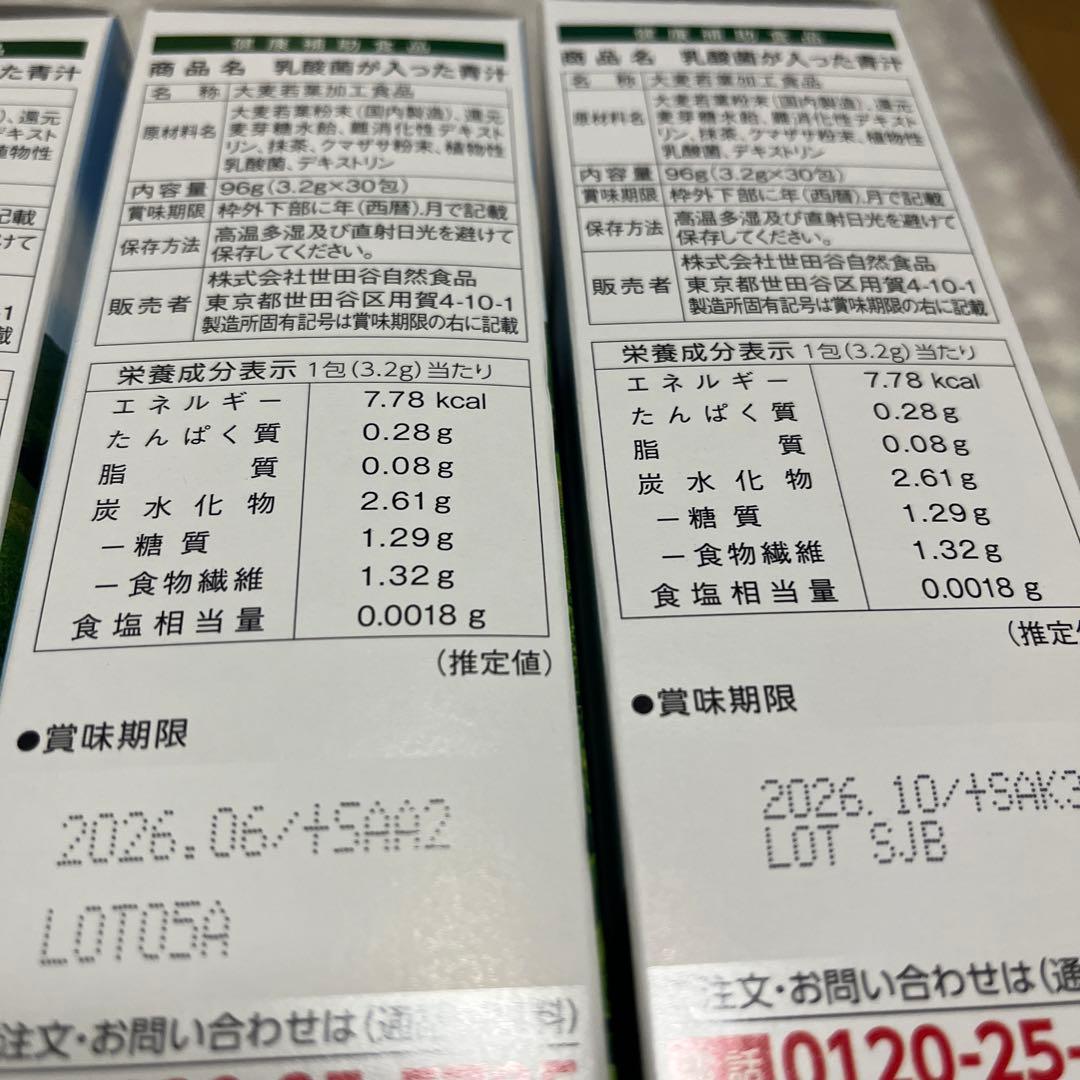 た青汁
、還元
キスト
植物性
記載
けて
-1
載
健康補助食品
商品名 乳酸菌が入った青汁
名称 大麦若葉加工食品
原材料名
大麦若葉粉末(国内製造)、還元
麦芽糖水飴、難消化性デキスト
リン、抹茶、クマザサ粉末、植物性
乳酸菌、デキストリン
内容量 96g(3.2g×30包)
賞味期限 枠外下部に年(西暦).月で記載
保存方法
高温多湿及び直射日光を避けて
保存してください。
販売者
株式会社世田谷自然食品
東京都世田谷区用賀4-10-1
製造所固有記号は賞味期限の右に記載
栄養成分表示 1包(3.2g)当たり
エネルギー 7.78 kcal
たんぱく質 0.28g
脂質 0.08g
炭水化物 2.61g
－糖質 1.29g
－食物繊維 1.32g
食塩相当量 0.0018 g
(推定値)
●賞味期限
2026.06/+SAA2
LOT05A
注文・お問い合わせは(通 料)
健康補助食品
商品名 乳酸菌が入った青汁
名称 大麦若葉加工食品
原材料名
大麦若葉粉末(国内製造)、還元
麦芽糖水飴、難消化性デキスト
リン、抹茶、クマザサ粉末、植物性
乳酸菌、デキストリン
内容量 96g(3.2g×30包)
賞味期限 枠外下部に年(西暦).月で記載
保存方法
高温多湿及び直射日光を避けて
保存してください。
販売者
株式会社世田谷自然食品
東京都世田谷区用賀4-10-1
製造所固有記号は賞味期限の右に記載
栄養成分表示 1包(3.2g)当たり
エネルギー 7.78 kcal
たんぱく質 0.28g
脂質 0.08g
炭水化物 2.61g
－糖質 1.29g
－食物繊維 1.32g
食塩相当量 0.0018 g
(推定
●賞味期限
2026.10/+SAK3
LOT SJB
注文・お問い合わせは(通
電話 0120-25-